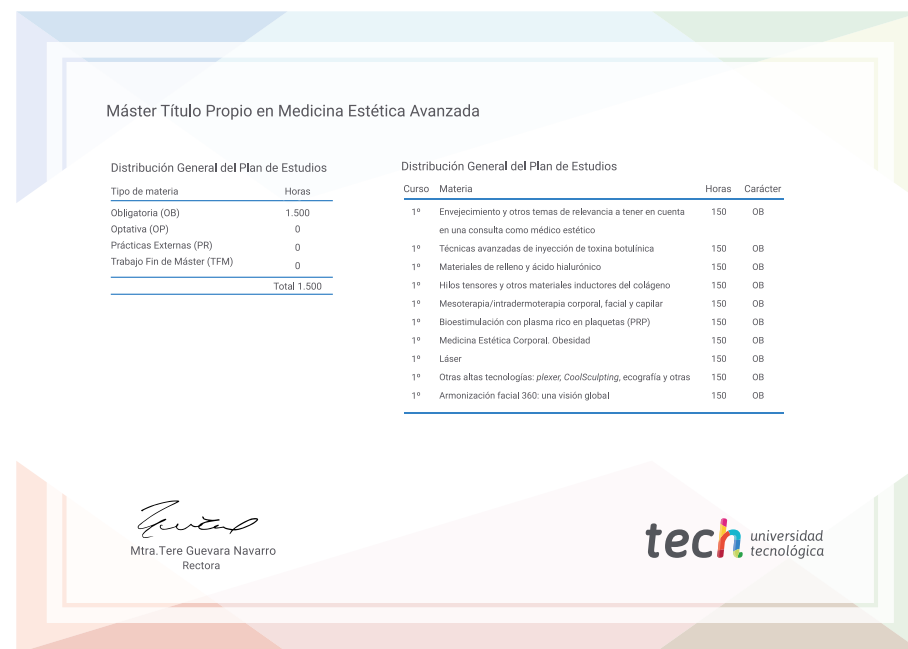 Máster Título Propio en Medicina Estética Avanzada
Distribución General del Plan de Estudios
Tipo de materia Horas
Obligatoria (OB) 1.500
Optativa (OP) 0
Prácticas Externas (PR) 0
Trabajo Fin de Máster (TFM) 0
Total 1.500
Distribución General del Plan de Estudios
Curso Materia Horas Carácter
1º Envejecimiento y otros temas de relevancia a tener en cuenta 150 OB
en una consulta como médico estético
1º Técnicas avanzadas de inyección de toxina botulínica 150 OB
1º Materiales de relleno y ácido hialurónico 150 OB
1º Hilos tensores y otros materiales inductores del colágeno 150 OB
1º Mesoterapia/intradermoterapia corporal, facial y capilar 150 OB
1º Bioestimulación con plasma rico en plaquetas (PRP) 150 OB
1º Medicina Estética Corporal. Obesidad 150 OB
1º Láser 150 OB
1º Otras altas tecnologías: plexer, CoolSculpting, ecografía y otras 150 OB
1º Armonización facial 360: una visión global 150 OB
Mtra.Tere Guevara Navarro
Rectora
tech universidad
tecnológica